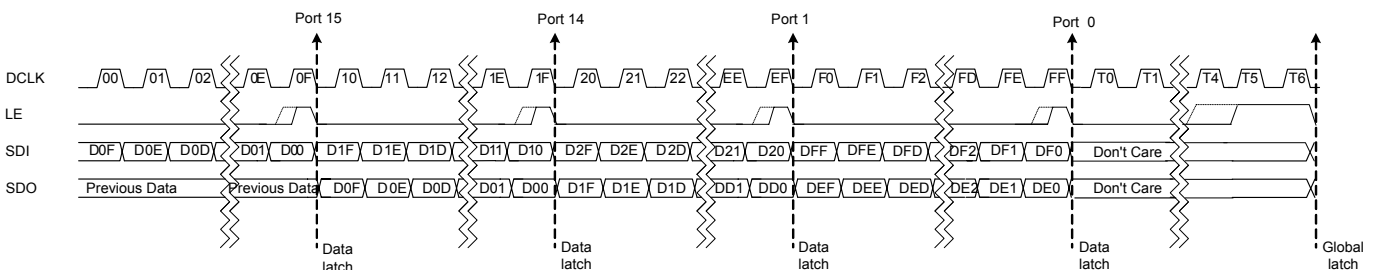 Port 15 Port 14 Port 1 Port 0
DCLK 00 01 02 0E 0F 10 11 12 1E 1F 20 21 22 EE EF F0 F1 F2 FD FE FF T0 T1 T4 T5 T6
LE
SDI D0F D0E D0D D01 D00 D1F D1E D1D D11 D10 D2F D2E D2D D21 D20 DFF DFE DFD DF2 DF1 DF0 Don't Care
SDO Previous Data Previous Data D0F D0E D0D D01 D00 D1F D1E D1D DD1 DD0 DEF DEE DED DE2 DE1 DE0 Don't Care
Data Data Data Data Global
latch latch latch latch latch